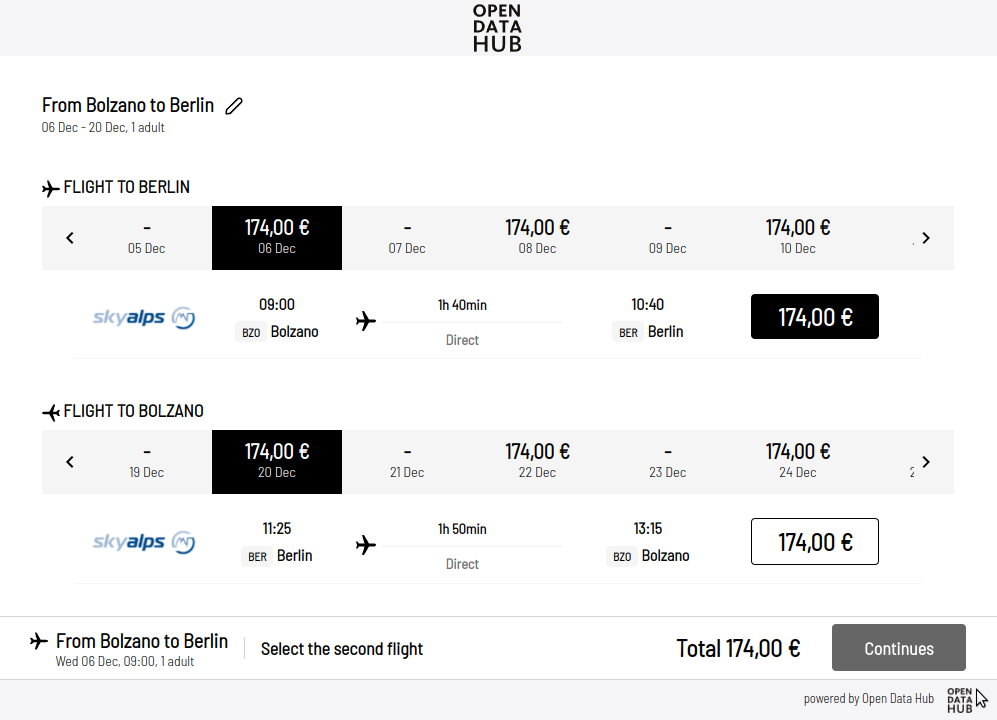 OPEN
DATA
HUB
From Bolzano to Berlin
06 Dec - 20 Dec, 1 adult
FLIGHT TO BERLIN
- 174,00 € - 174,00 € - 174,00 €
05 Dec 06 Dec 07 Dec 08 Dec 09 Dec 10 Dec
09:00 1h 40min 10:40
skyalps BZO Bolzano Direct BER Berlin 174,00 €
FLIGHT TO BOLZANO
- 174,00 € - 174,00 € - 174,00 €
19 Dec 20 Dec 21 Dec 22 Dec 23 Dec 24 Dec
11:25 1h 50min 13:15
skyalps BER Berlin Direct BZO Bolzano 174,00 €
From Bolzano to Berlin
Wed 06 Dec, 09:00, 1 adult
Select the second flight
Total 174,00 €
Continues
powered by Open Data Hub
OPEN
DATA
HUB